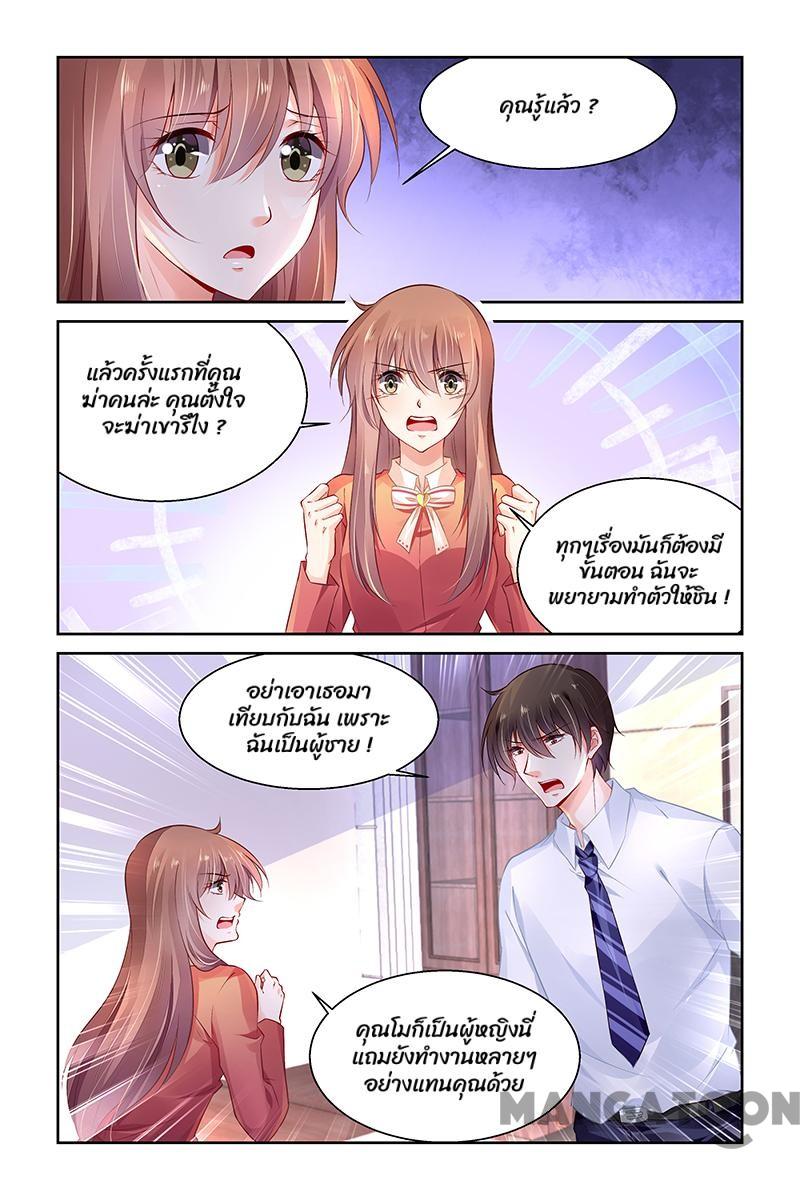 คุณรู้แล้ว ?
แล้วครั้งแรกที่คุณ
ฆ่าคนล่ะ คุณตั้งใจ
จะฆ่าเขารึไง ?
ทุกๆเรื่องมันก็ต้องมี
ขั้นตอน ฉันจะ
พยายามทำตัวให้ชิน !
อย่าเอาเธอมา
เทียบกับฉัน เพราะ
ฉันเป็นผู้ชาย !
คุณโมก็เป็นผู้หญิงนี่
แถมยังทำงานหลายๆ
อย่างแทนคุณด้วย
MANGATOON